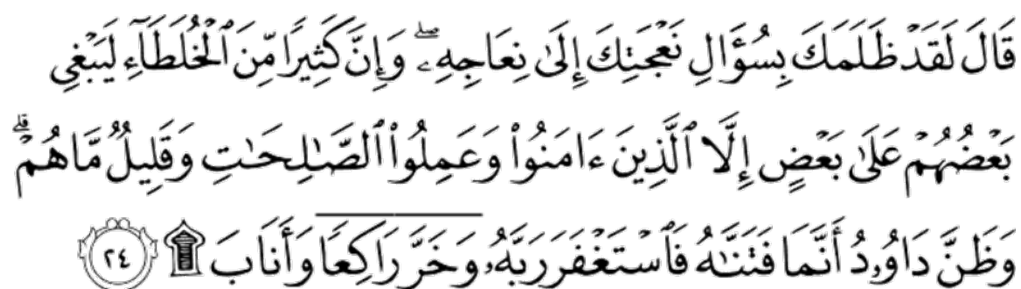 قَالَ لَقَدۡ ظَلَمَكَ بِسُؤَالِ نَعۡجَتِكَ إِلَىٰ نِعَاجِهِۦۖ وَإِنَّ كَثِيرٗا مِّنَ ٱلۡخُلَطَآءِ لَيَبۡغِي
بَعۡضُهُمۡ عَلَىٰ بَعۡضٍ إِلَّا ٱلَّذِينَ ءَامَنُواْ وَعَمِلُواْ ٱلصَّٰلِحَٰتِ وَقَلِيلٞ مَّا هُمۡۗ
وَظَنَّ دَاوُۥدُ أَنَّمَا فَتَنَّٰهُ فَٱسۡتَغۡفَرَ رَبَّهُۥ وَخَرَّۤ رَاكِعٗاۤ وَأَنَابَ ۩ ٢٤